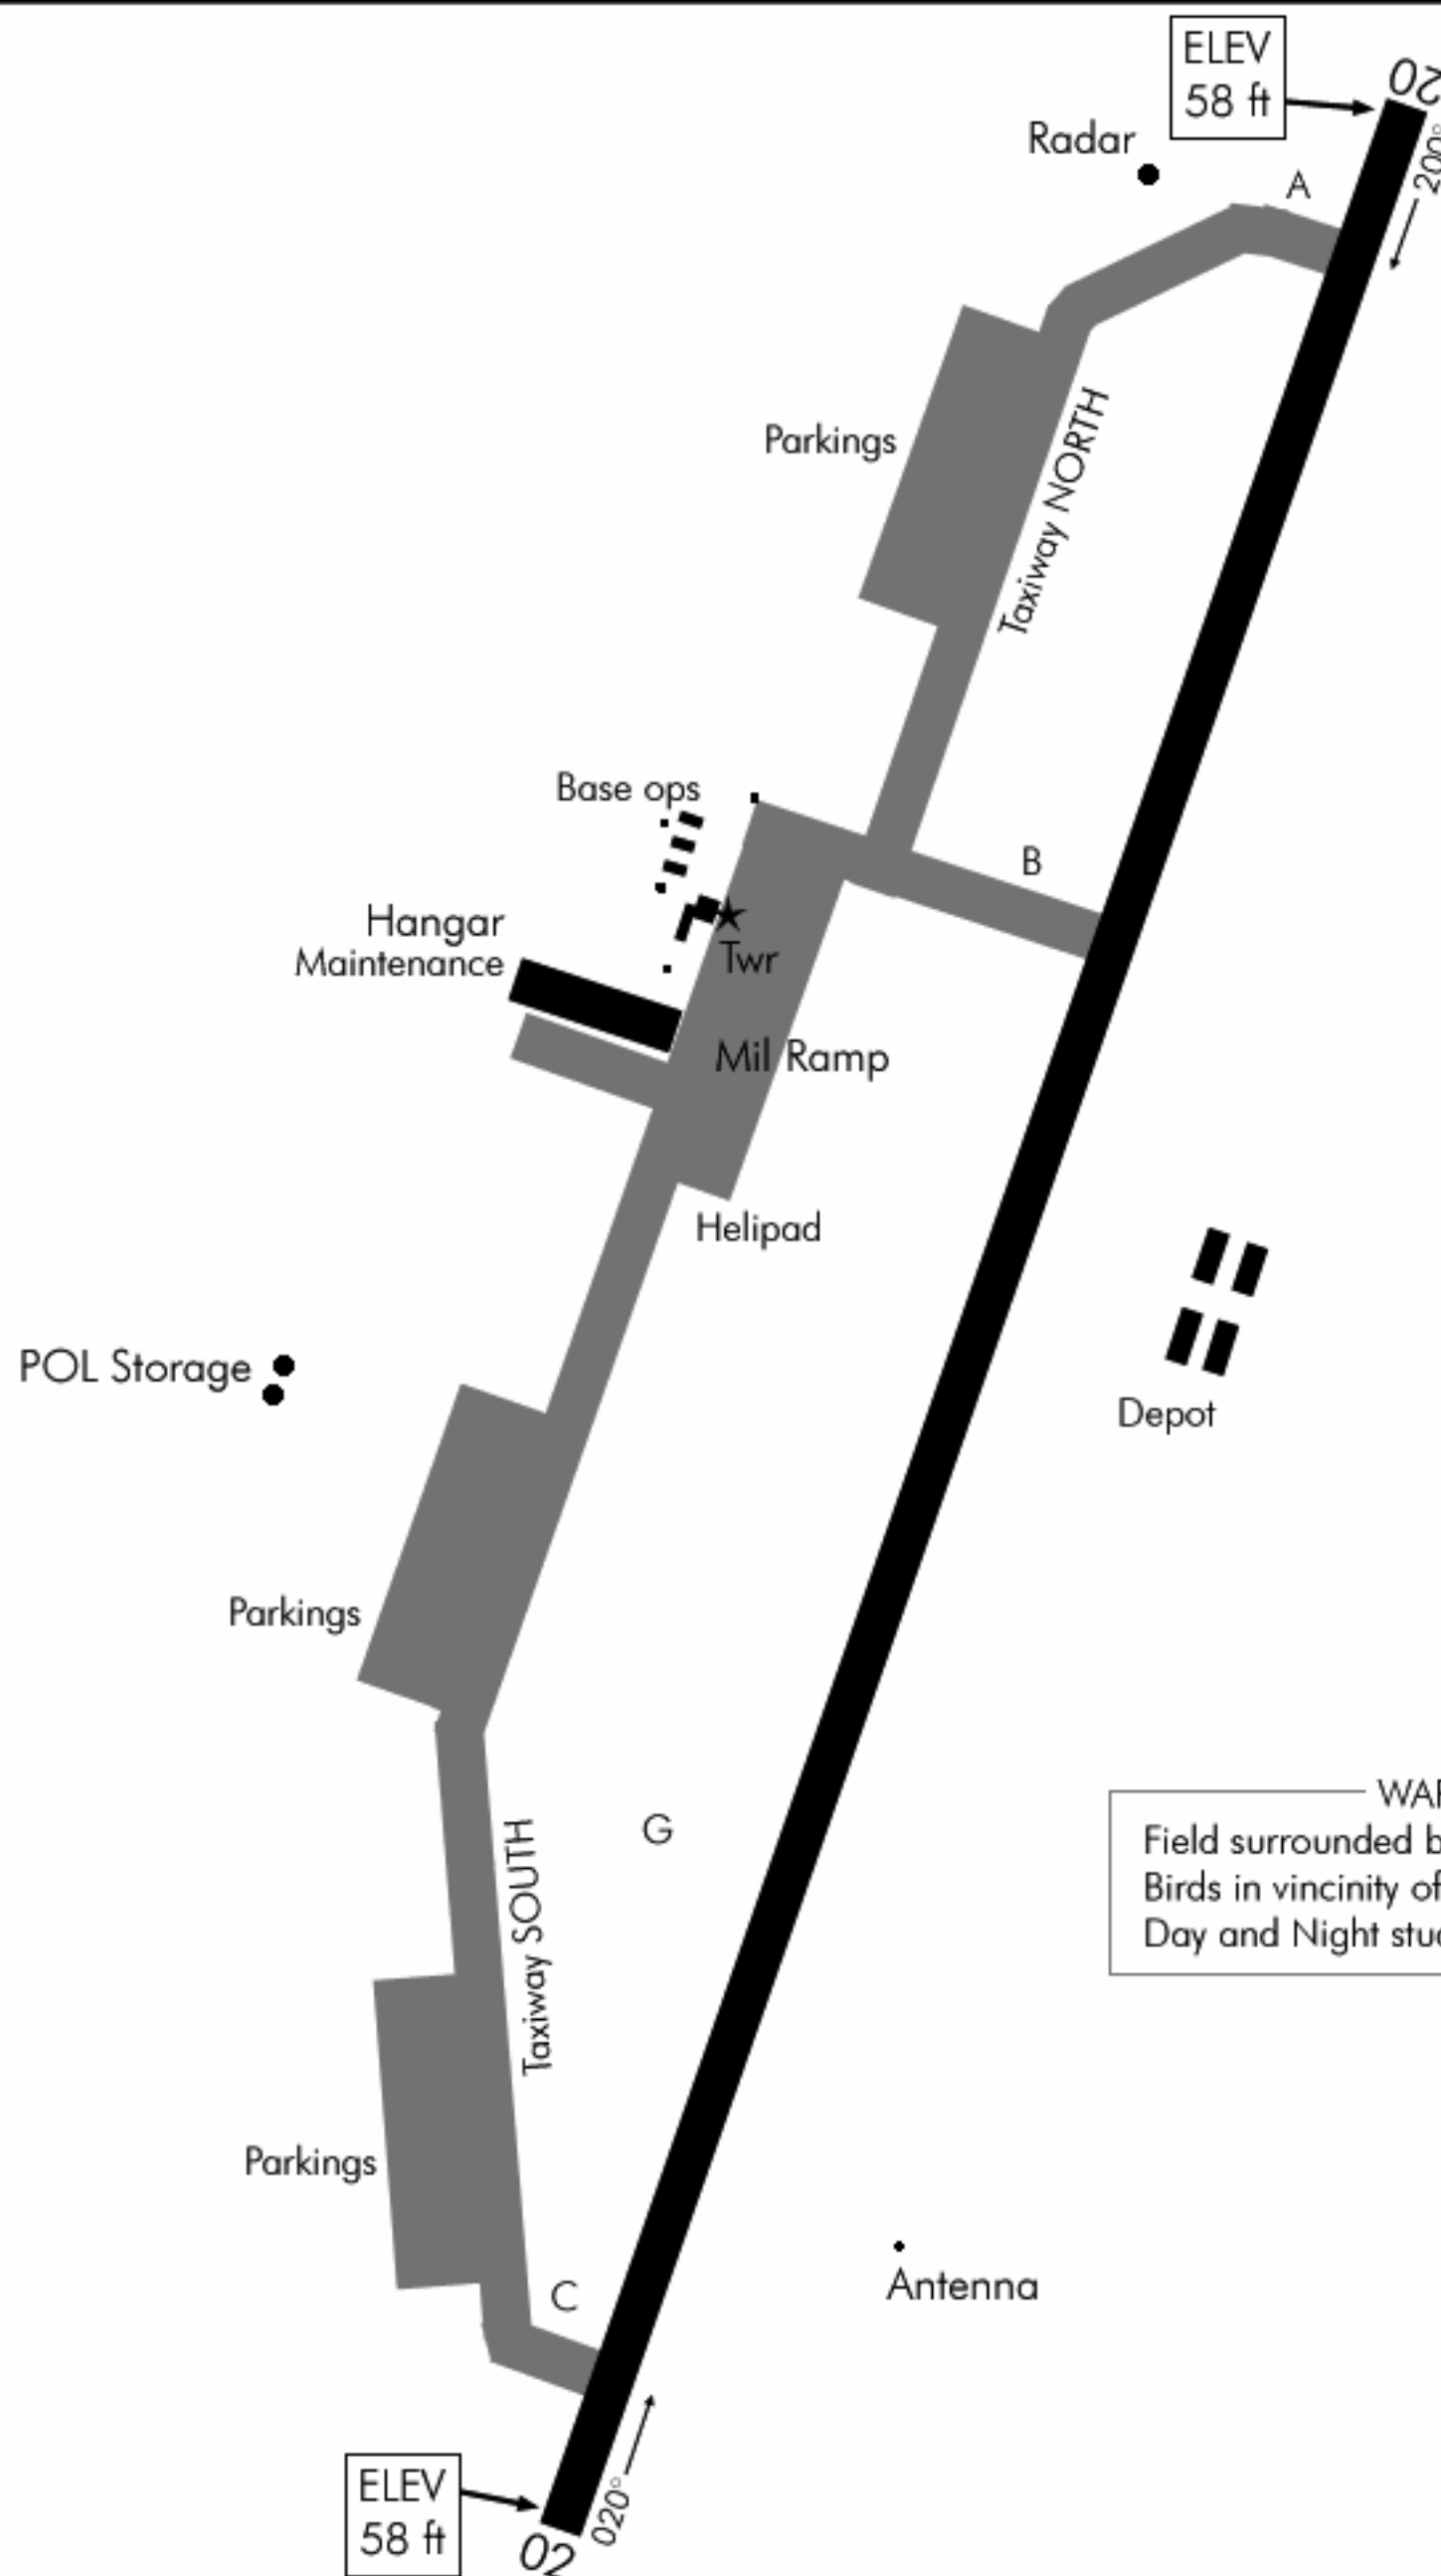 ELEV
58 ft
20
200°
Radar
A
Parkings
Taxiway NORTH
Base ops
B
Hangar
Maintenance
Twr
Mil Ramp
Helipad
POL Storage
Depot
Parkings
G
Taxiway SOUTH
Field surrounded
Birds in vincinity of
Day and Night
Parkings
Antenna
C
ELEV
58 ft
020°
02